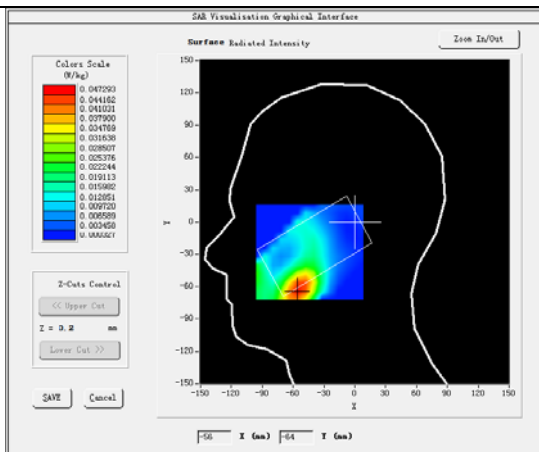 SAR Visualisation Graphical Interface
Surface Radiated Intensity
Zoom In/Out
Colors Scale
(W/kg)
0.047293
0.044162
0.041031
0.037900
0.034769
0.031638
0.028507
0.025376
0.022244
0.019113
0.015982
0.012851
0.009720
0.006589
0.003458
0.000327
150
120
90
60
30
0
-30
-60
-90
-120
-150
Y
-150 -120 -90 -60 -30 0 30 60 90 120 150
X
Z-Cuts Control
<< Upper Cut
Z = 3.2 mm
Lower Cut >>
SAVE Cancel
-56 X (mm) -64 Y (mm)